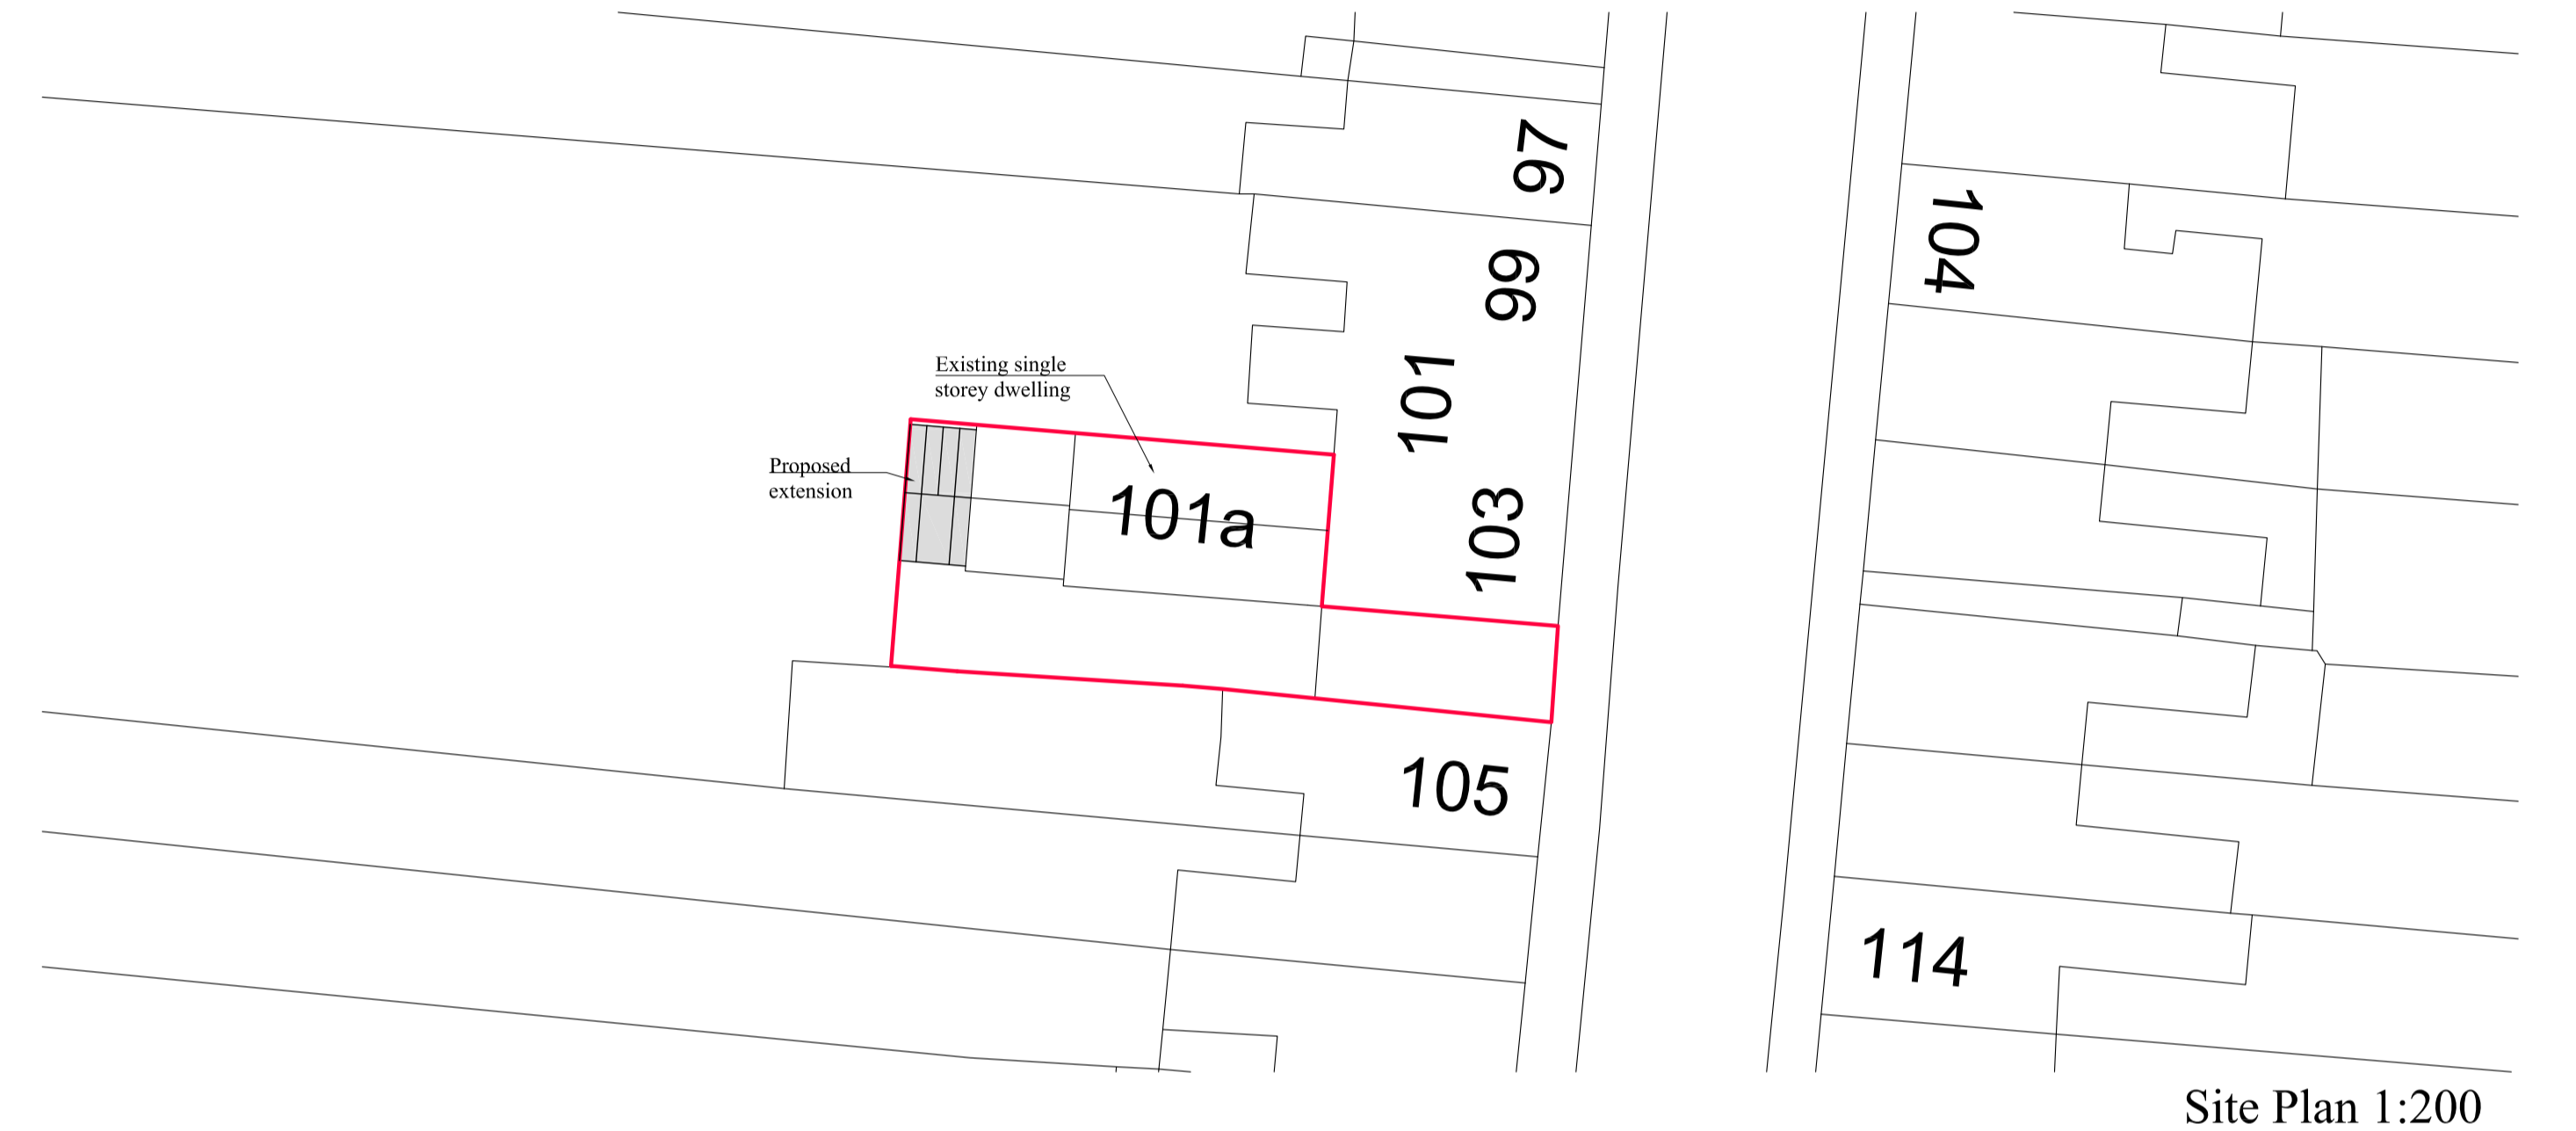 97
99
104
101
Existing single
storey dwelling
Proposed
extension
101a
103
105
114
Site Plan 1:200